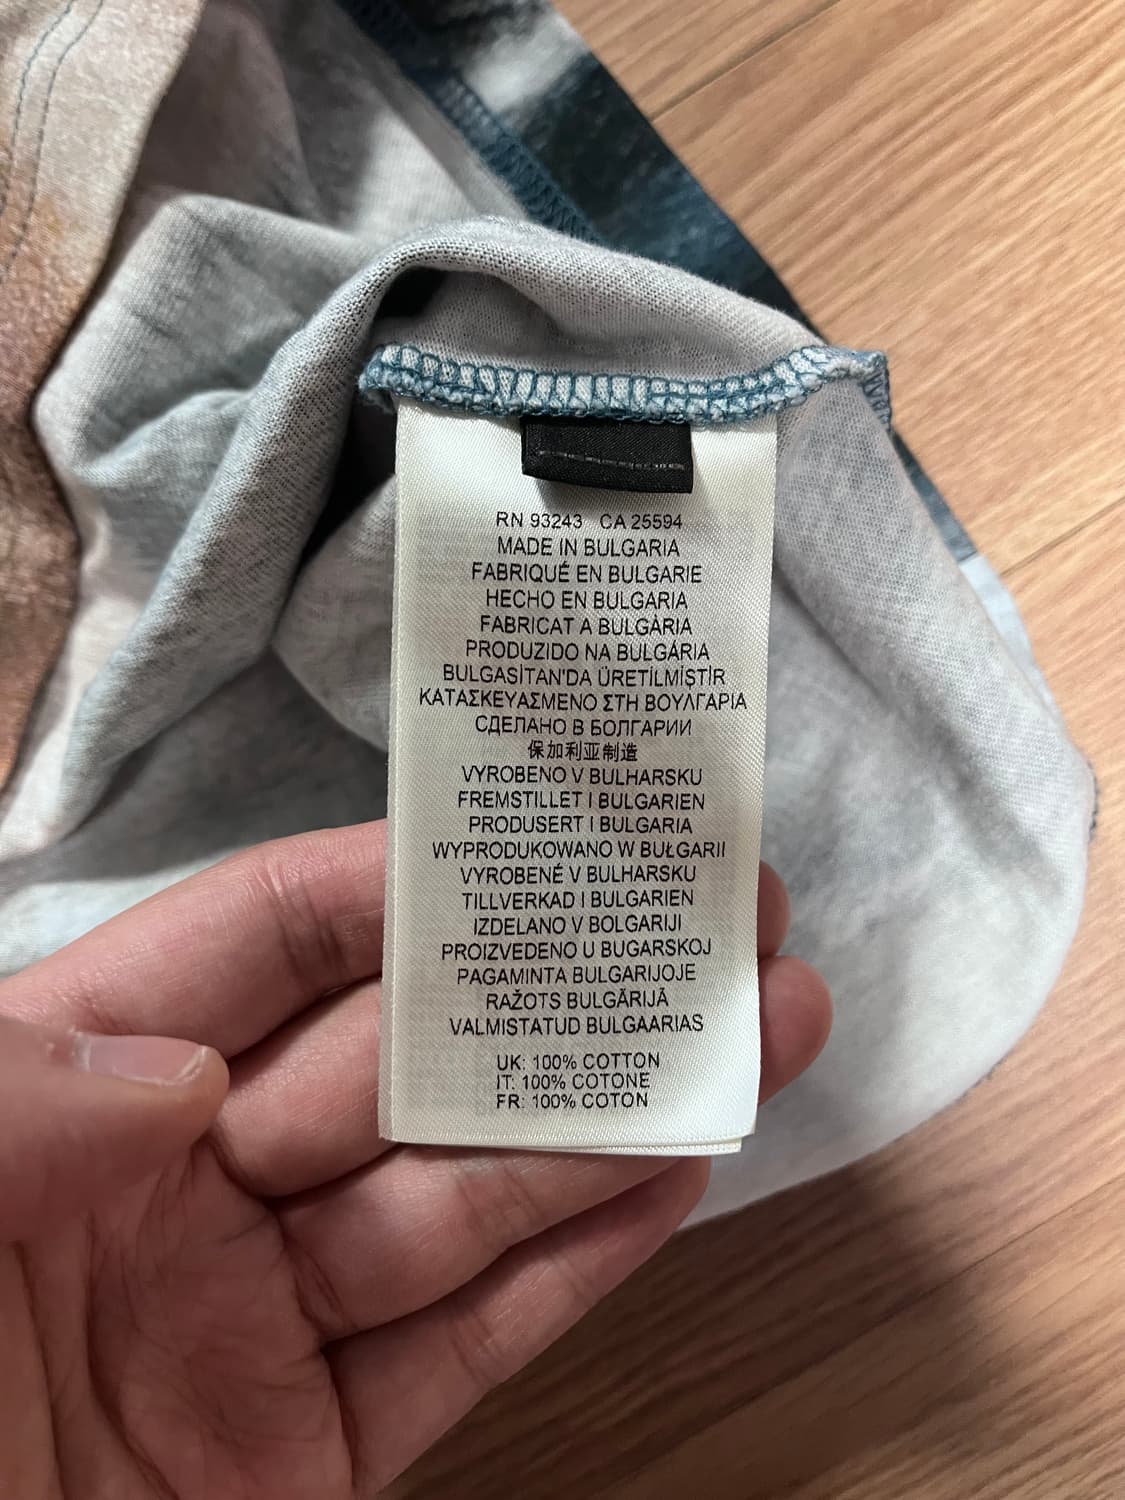 RN 93243 CA 25594
MADE IN BULGARIA
FABRIQUÉ EN BULGARIE
HECHO EN BULGARIA
FABRICAT A BULGÀRIA
PRODUZIDO NA BULGÁRIA
BULGASİTAN'DA ÜRETİLMİŞTİR
ΚΑΤΑΣΚΕΥΑΣΜΕΝΟ ΣΤΗ ΒΟΥΛΓΑΡΙΑ
СДЕЛАНО В БОЛГАРИИ
保加利亚制造
VYROBENO V BULHARSKU
FREMSTILLET I BULGARIEN
PRODUSERT I BULGARIA
WYPRODUKOWANO W BUŁGARII
VYROBENÉ V BULHARSKU
TILLVERKAD I BULGARIEN
IZDELANO V BOLGARIJI
PROIZVEDENO U BUGARSKOJ
PAGAMINTA BULGARIJOJE
RAŽOTS BULGĀRIJĀ
VALMISTATUD BULGAARIAS
UK: 100% COTTON
IT: 100% COTONE
FR: 100% COTON